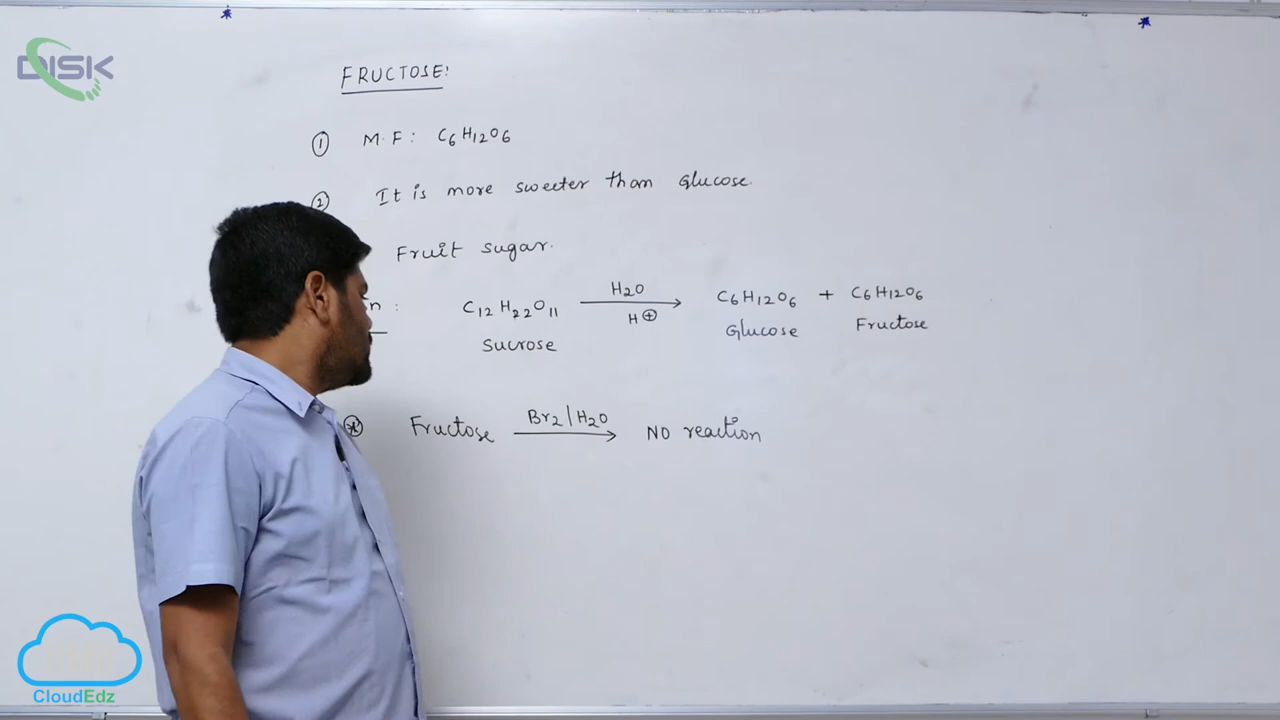 DISK
FRUCTOSE:
① M.F: C6H12O6
② It is more sweeter than Glucose.
Fruit sugar.
n : C12H22O11 H2O H⊕ C6H12O6 + C6H12O6
Sucrose Glucose Fructose
Fructose Br2/H2O NO reaction
CloudEdz